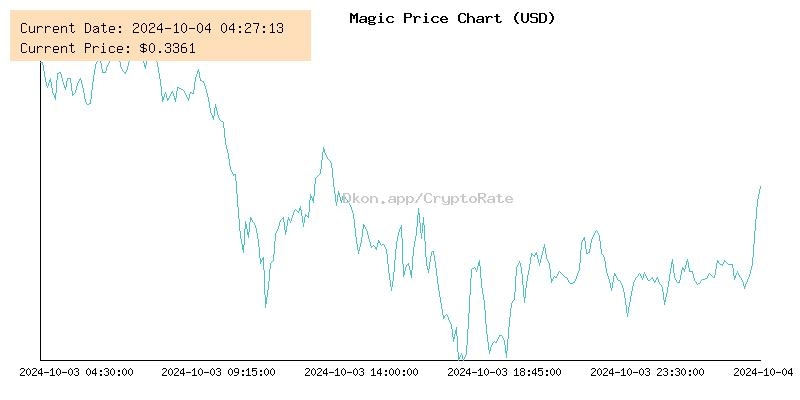 Magic Price Chart (USD)
Current Date: 2024-10-04 04:27:13
Current Price: $0.3361
Dkon.app/CryptoRate
2024-10-03 04:30:00 2024-10-03 09:15:00 2024-10-03 14:00:00 2024-10-03 18:45:00 2024-10-03 23:30:00 2024-10-04